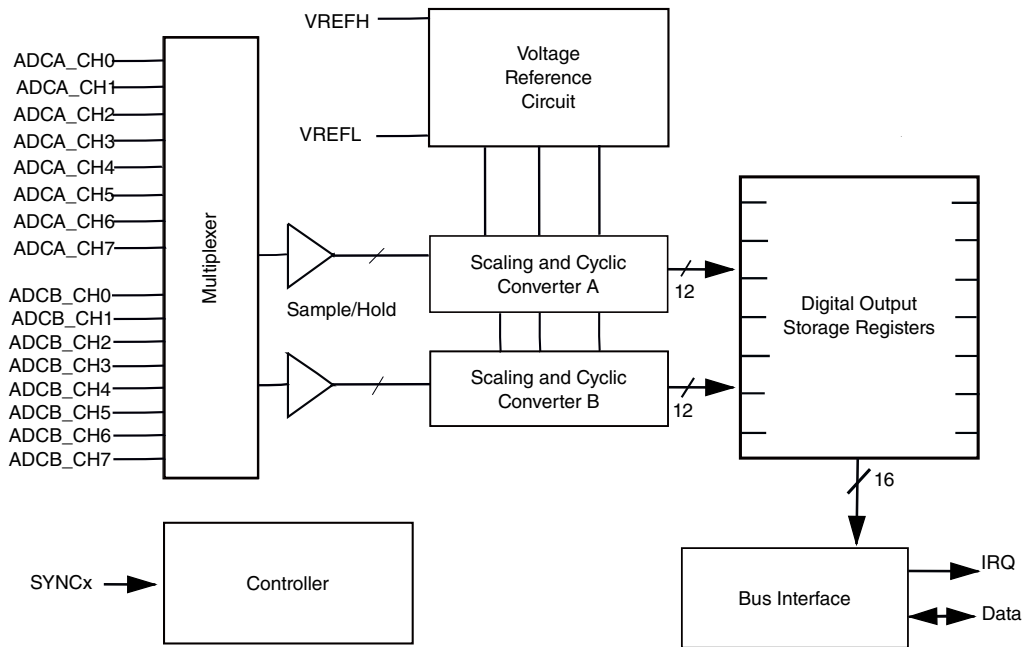 VREFH
Voltage
Reference
Circuit
VREFL
ADCA_CH0
ADCA_CH1
ADCA_CH2
ADCA_CH3
ADCA_CH4
ADCA_CH5
ADCA_CH6
ADCA_CH7
ADCB_CH0
ADCB_CH1
ADCB_CH2
ADCB_CH3
ADCB_CH4
ADCB_CH5
ADCB_CH6
ADCB_CH7
Multiplexer
Sample/Hold
Scaling and Cyclic
Converter A
12
Scaling and Cyclic
Converter B
12
Digital Output
Storage Registers
16
SYNCx
Controller
Bus Interface
IRQ
Data